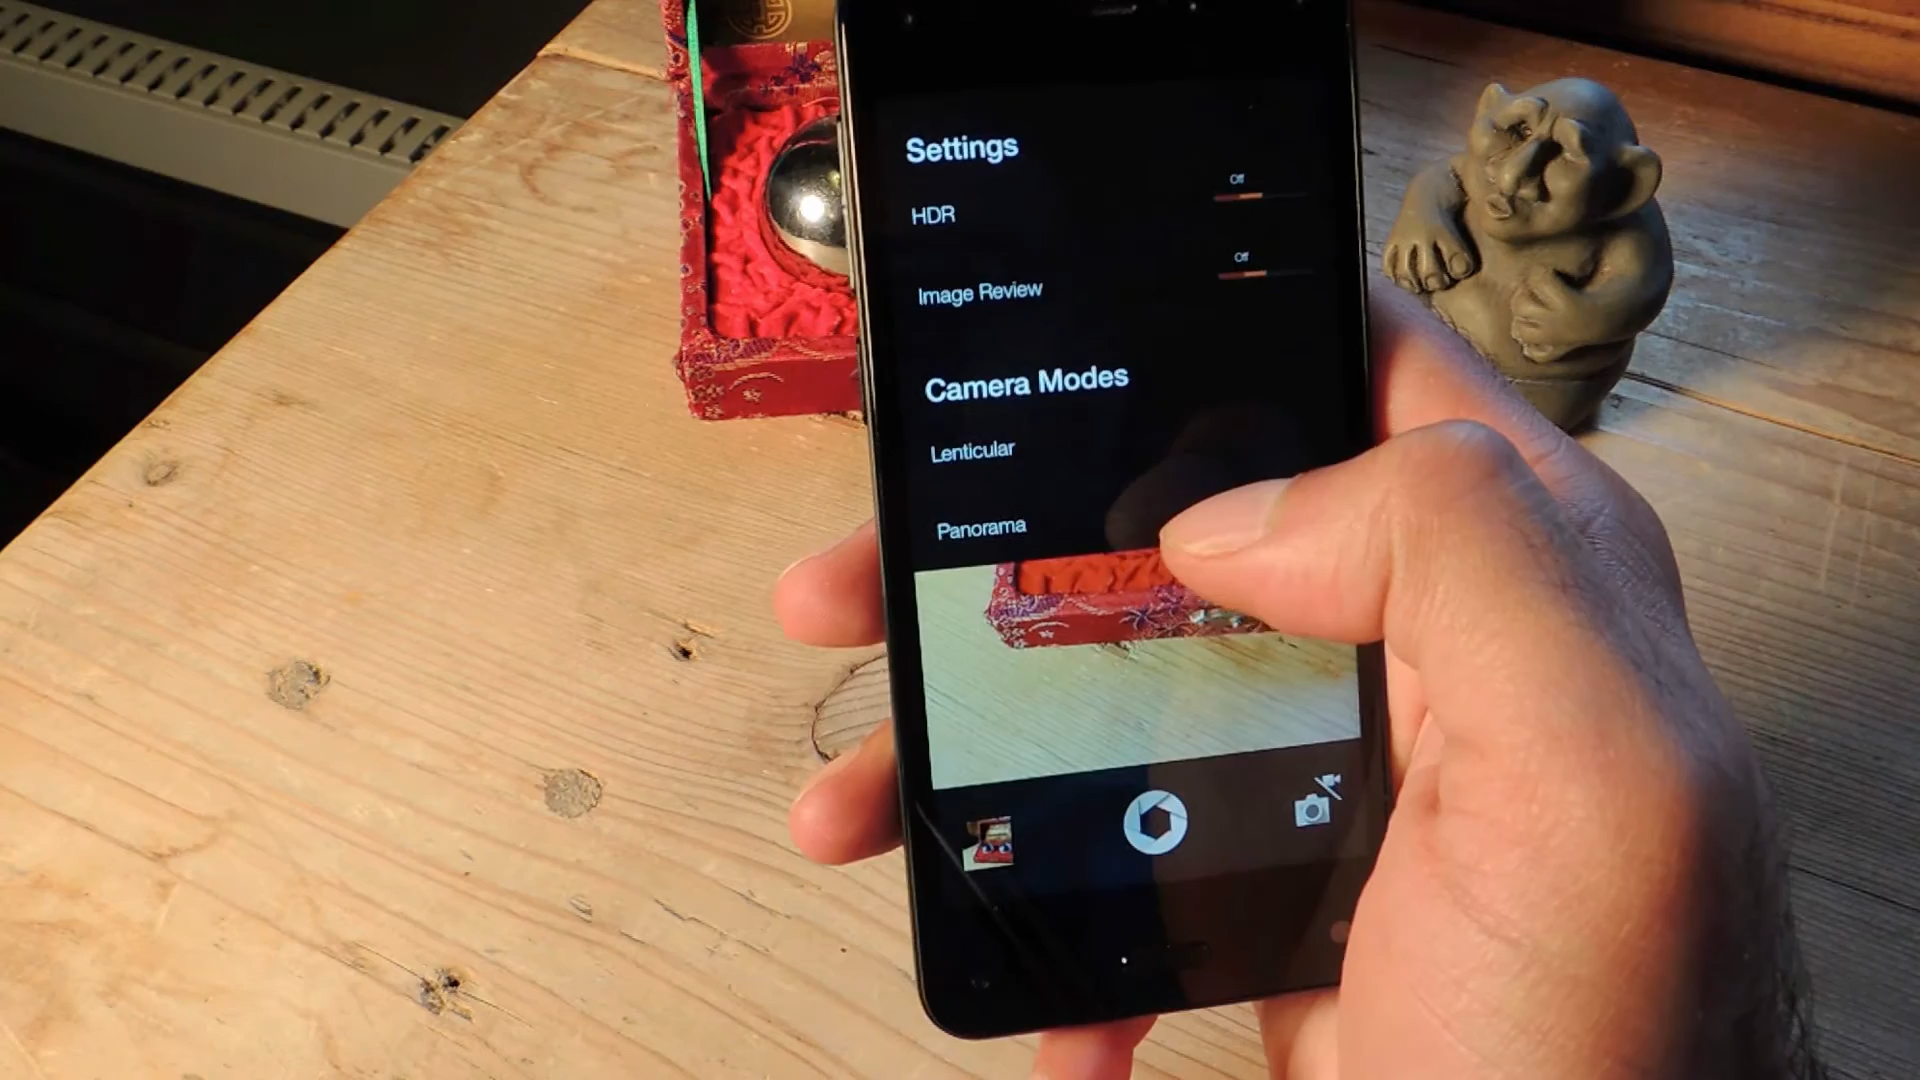 Settings
Off
HDR
Off
Image Review
Camera Modes
Lenticular
Panorama